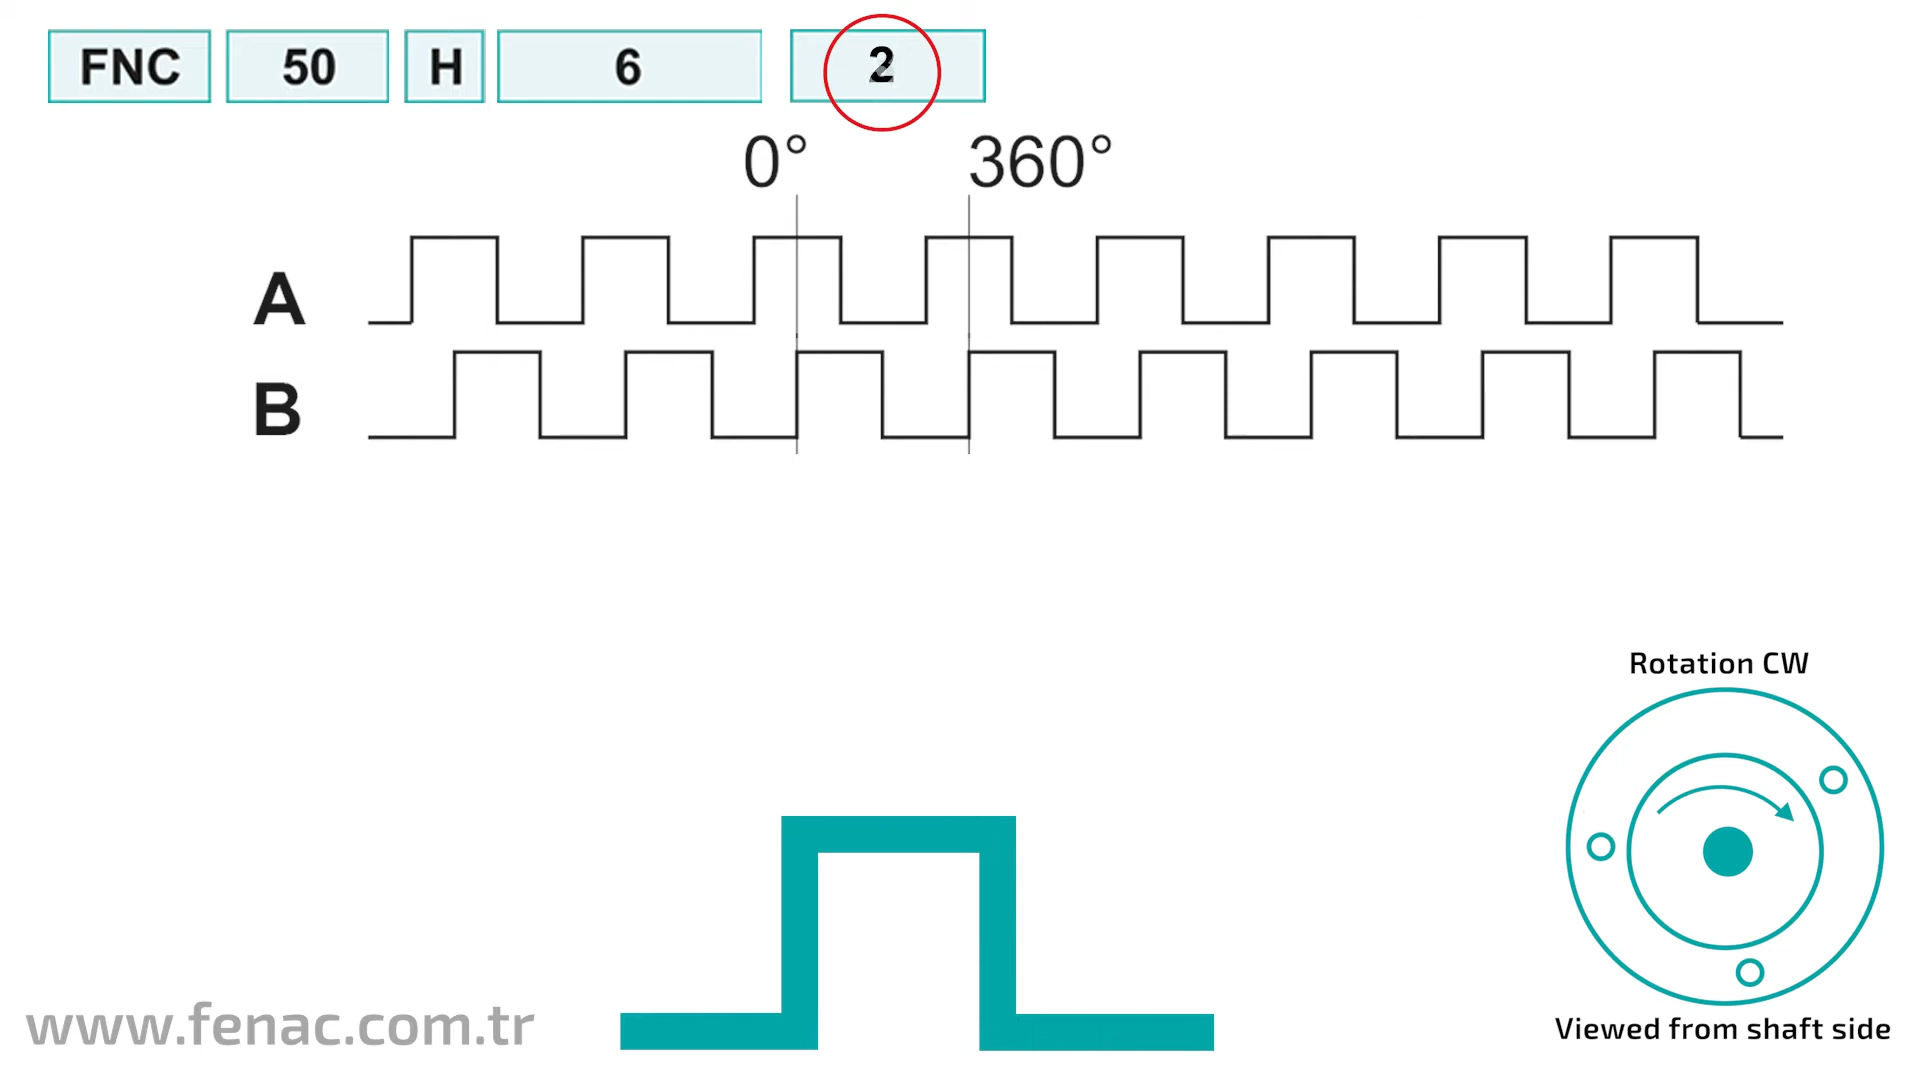 FNC 50 H 6 2
0° 360°
A
B
Rotation CW
Viewed from shaft side
www.fenac.com.tr